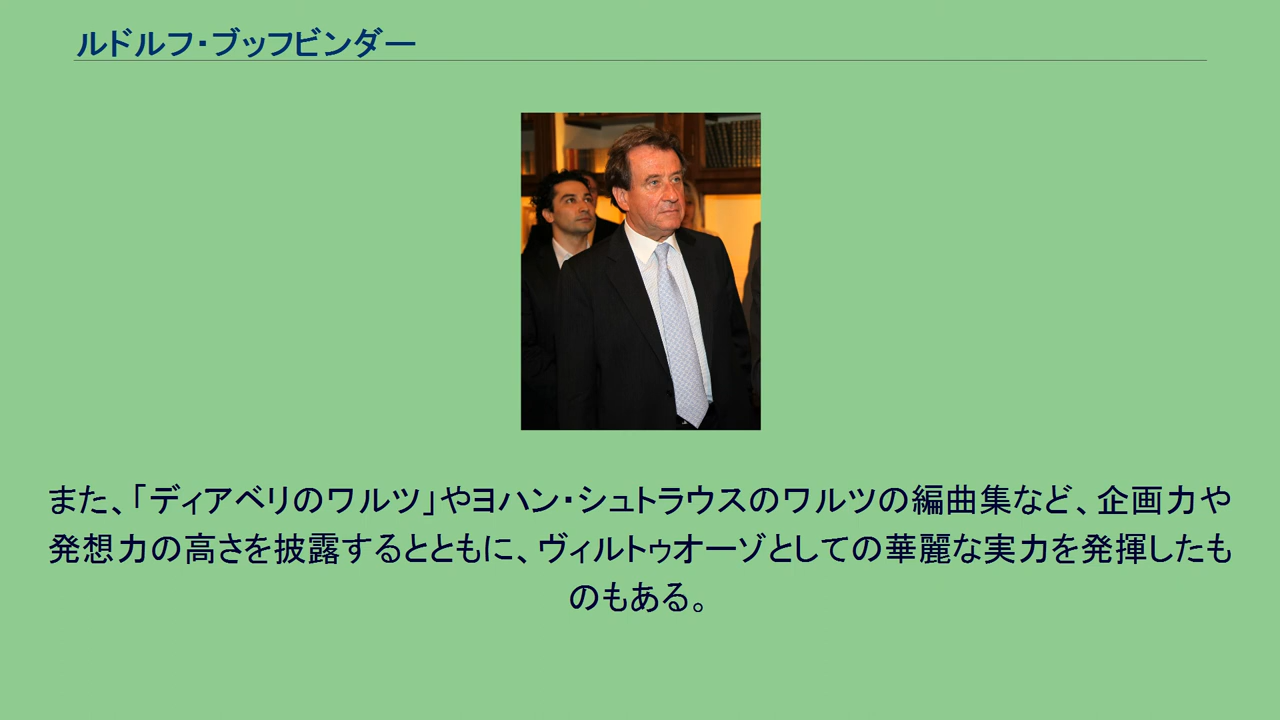 ルドルフ・ブッフビンダー
また、「ディアベリのワルツ」やヨハン・シュトラウスのワルツの編曲集など、企画力や
発想力の高さを披露するとともに、ヴィルトゥオーゾとしての華麗な実力を発揮したも
のもある。